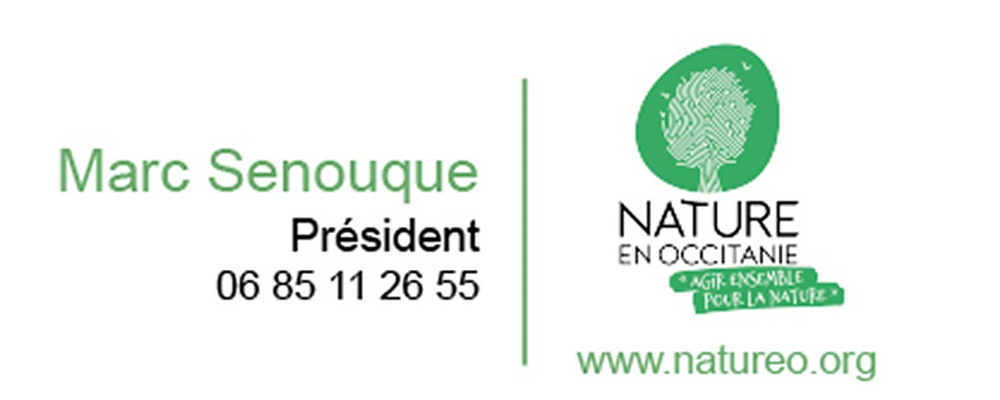 Marc Senouque
Président
06 85 11 26 55
NATURE
EN OCCITANIE
" AGIR ENSEMBLE
POUR LA NATURE "
www.natureo.org